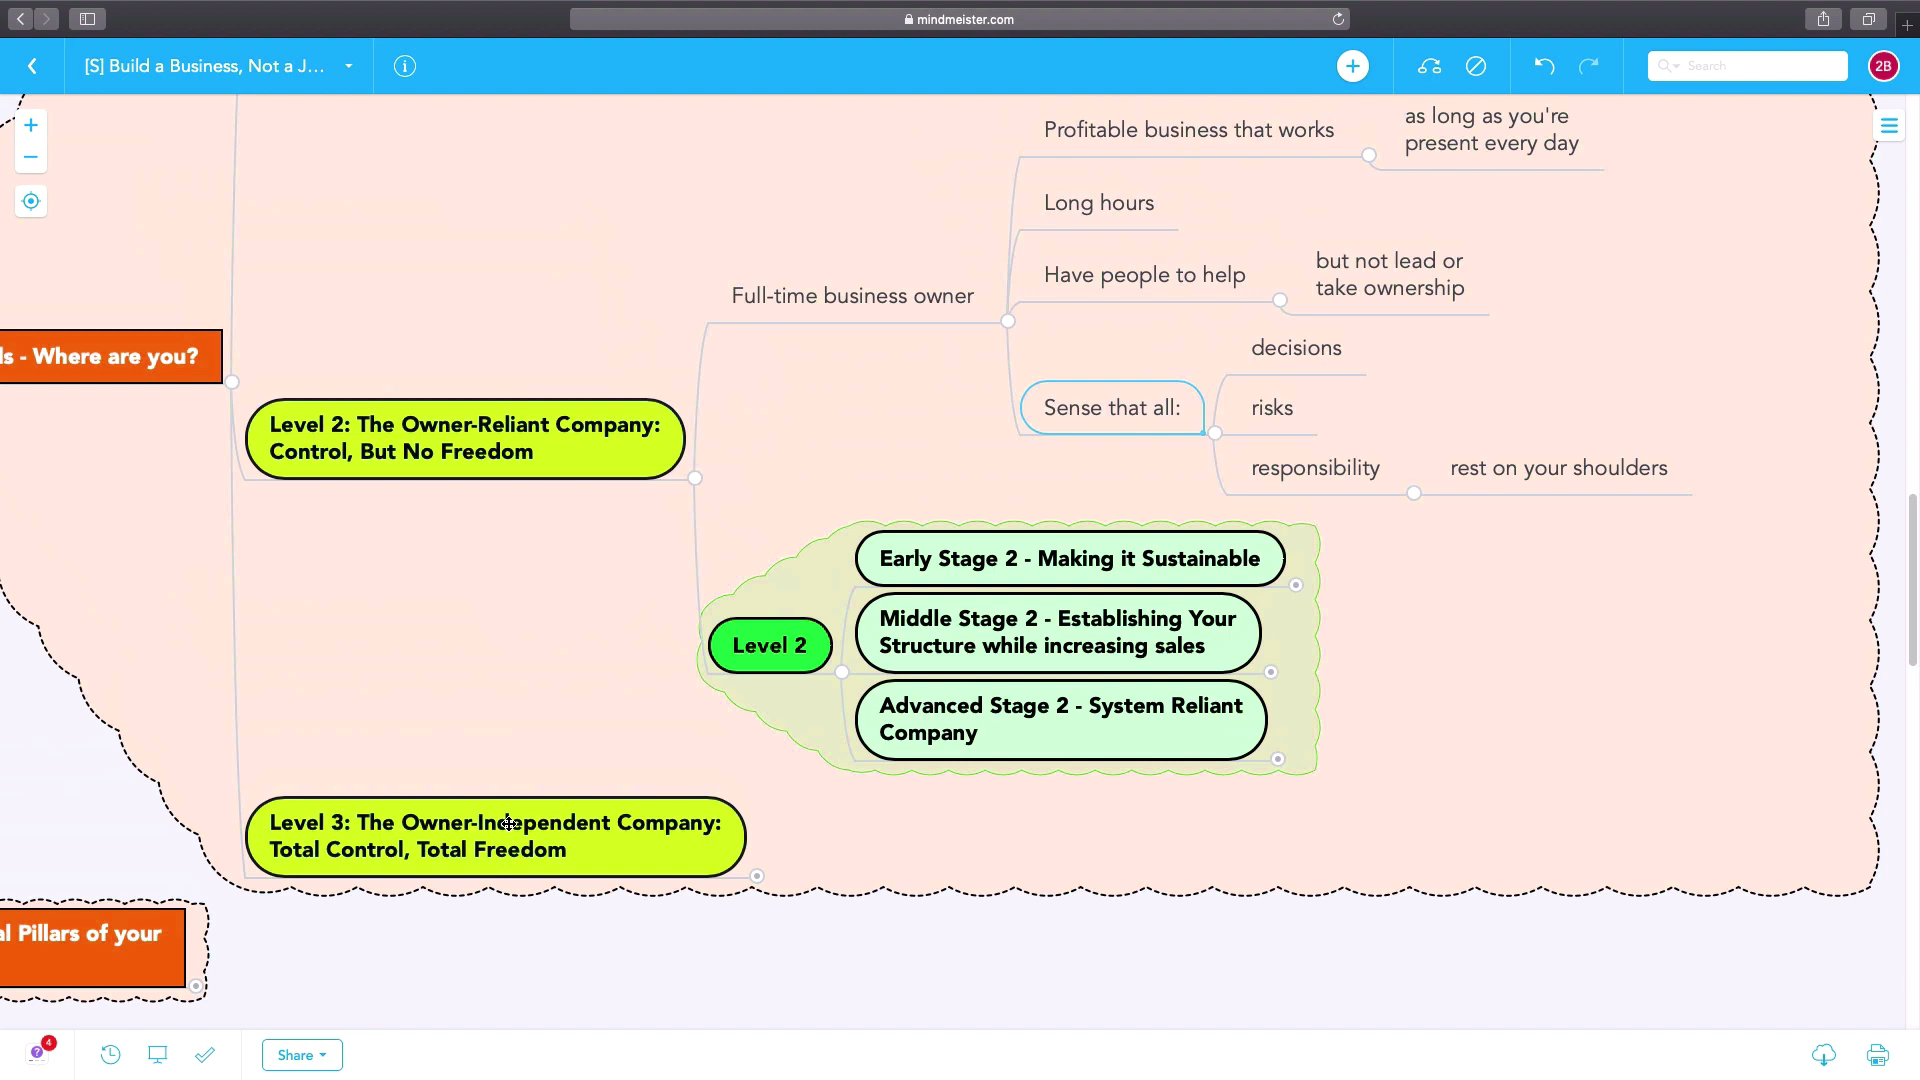 mindmeister.com
[S] Build a Business, Not a J...
Search
2B
Profitable business that works
as long as you're
present every day
Long hours
Have people to help
but not lead or
take ownership
Full-time business owner
decisions
Sense that all:
risks
responsibility
rest on your shoulders
ls - Where are you?
Level 2: The Owner-Reliant Company:
Control, But No Freedom
Early Stage 2 - Making it Sustainable
Level 2
Middle Stage 2 - Establishing Your
Structure while increasing sales
Advanced Stage 2 - System Reliant
Company
Level 3: The Owner-Independent Company:
Total Control, Total Freedom
al Pillars of your
4
Share